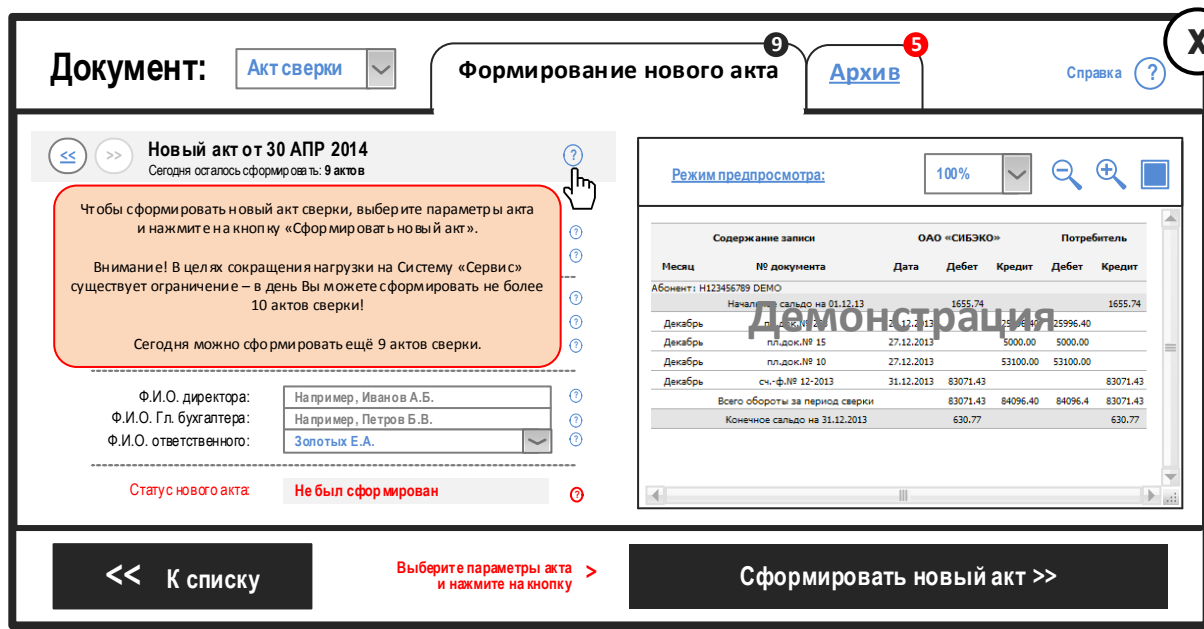 Документ:
Акт сверки
Формирование нового акта
9
Архив
5
Справка
?
X
<<
>>
Новый акт от 30 АПР 2014
Сегодня осталось сформировать: 9 актов
?
Чтобы сформировать новый акт сверки, выберите параметры акта
и нажмите на кнопку «Сформировать новый акт».
Внимание! В целях сокращения нагрузки на Систему «Сервис»
существует ограничение – в день Вы можете сформировать не более
10 актов сверки!
Сегодня можно сформировать ещё 9 актов сверки.
?
?
?
?
?
Ф.И.О. директора: Например, Иванов А.Б. ?
Ф.И.О. Гл. бухгалтера: Например, Петров Б.В. ?
Ф.И.О. ответственного: Золотых Е.А. ?
Статус нового акта: Не был сформирован ?
Режим предпросмотра: 100%
Содержание записи ОАО «СИБЭКО» Потребитель
Месяц № документа Дата Дебет Кредит Дебет Кредит
Абонент: Н123456789 DEMO
Начальное сальдо на 01.12.13 1655.74 1655.74
Демонстрация
Декабрь 25996.40
Декабрь пл.док.№ 15 27.12.2013 5000.00 5000.00
Декабрь пл.док.№ 10 27.12.2013 53100.00 53100.00
Декабрь сч.-ф.№ 12-2013 31.12.2013 83071.43 83071.43
Всего обороты за период сверки 83071.43 84096.40 84096.4 83071.43
Конечное сальдо на 31.12.2013 630.77 630.77
<< К списку
Выберите параметры акта >
и нажмите на кнопку
Сформировать новый акт >>